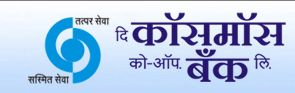 तत्पर सेवा
सस्मित सेवा
दि कॉसमॉस
को-ऑप. बँक लि.